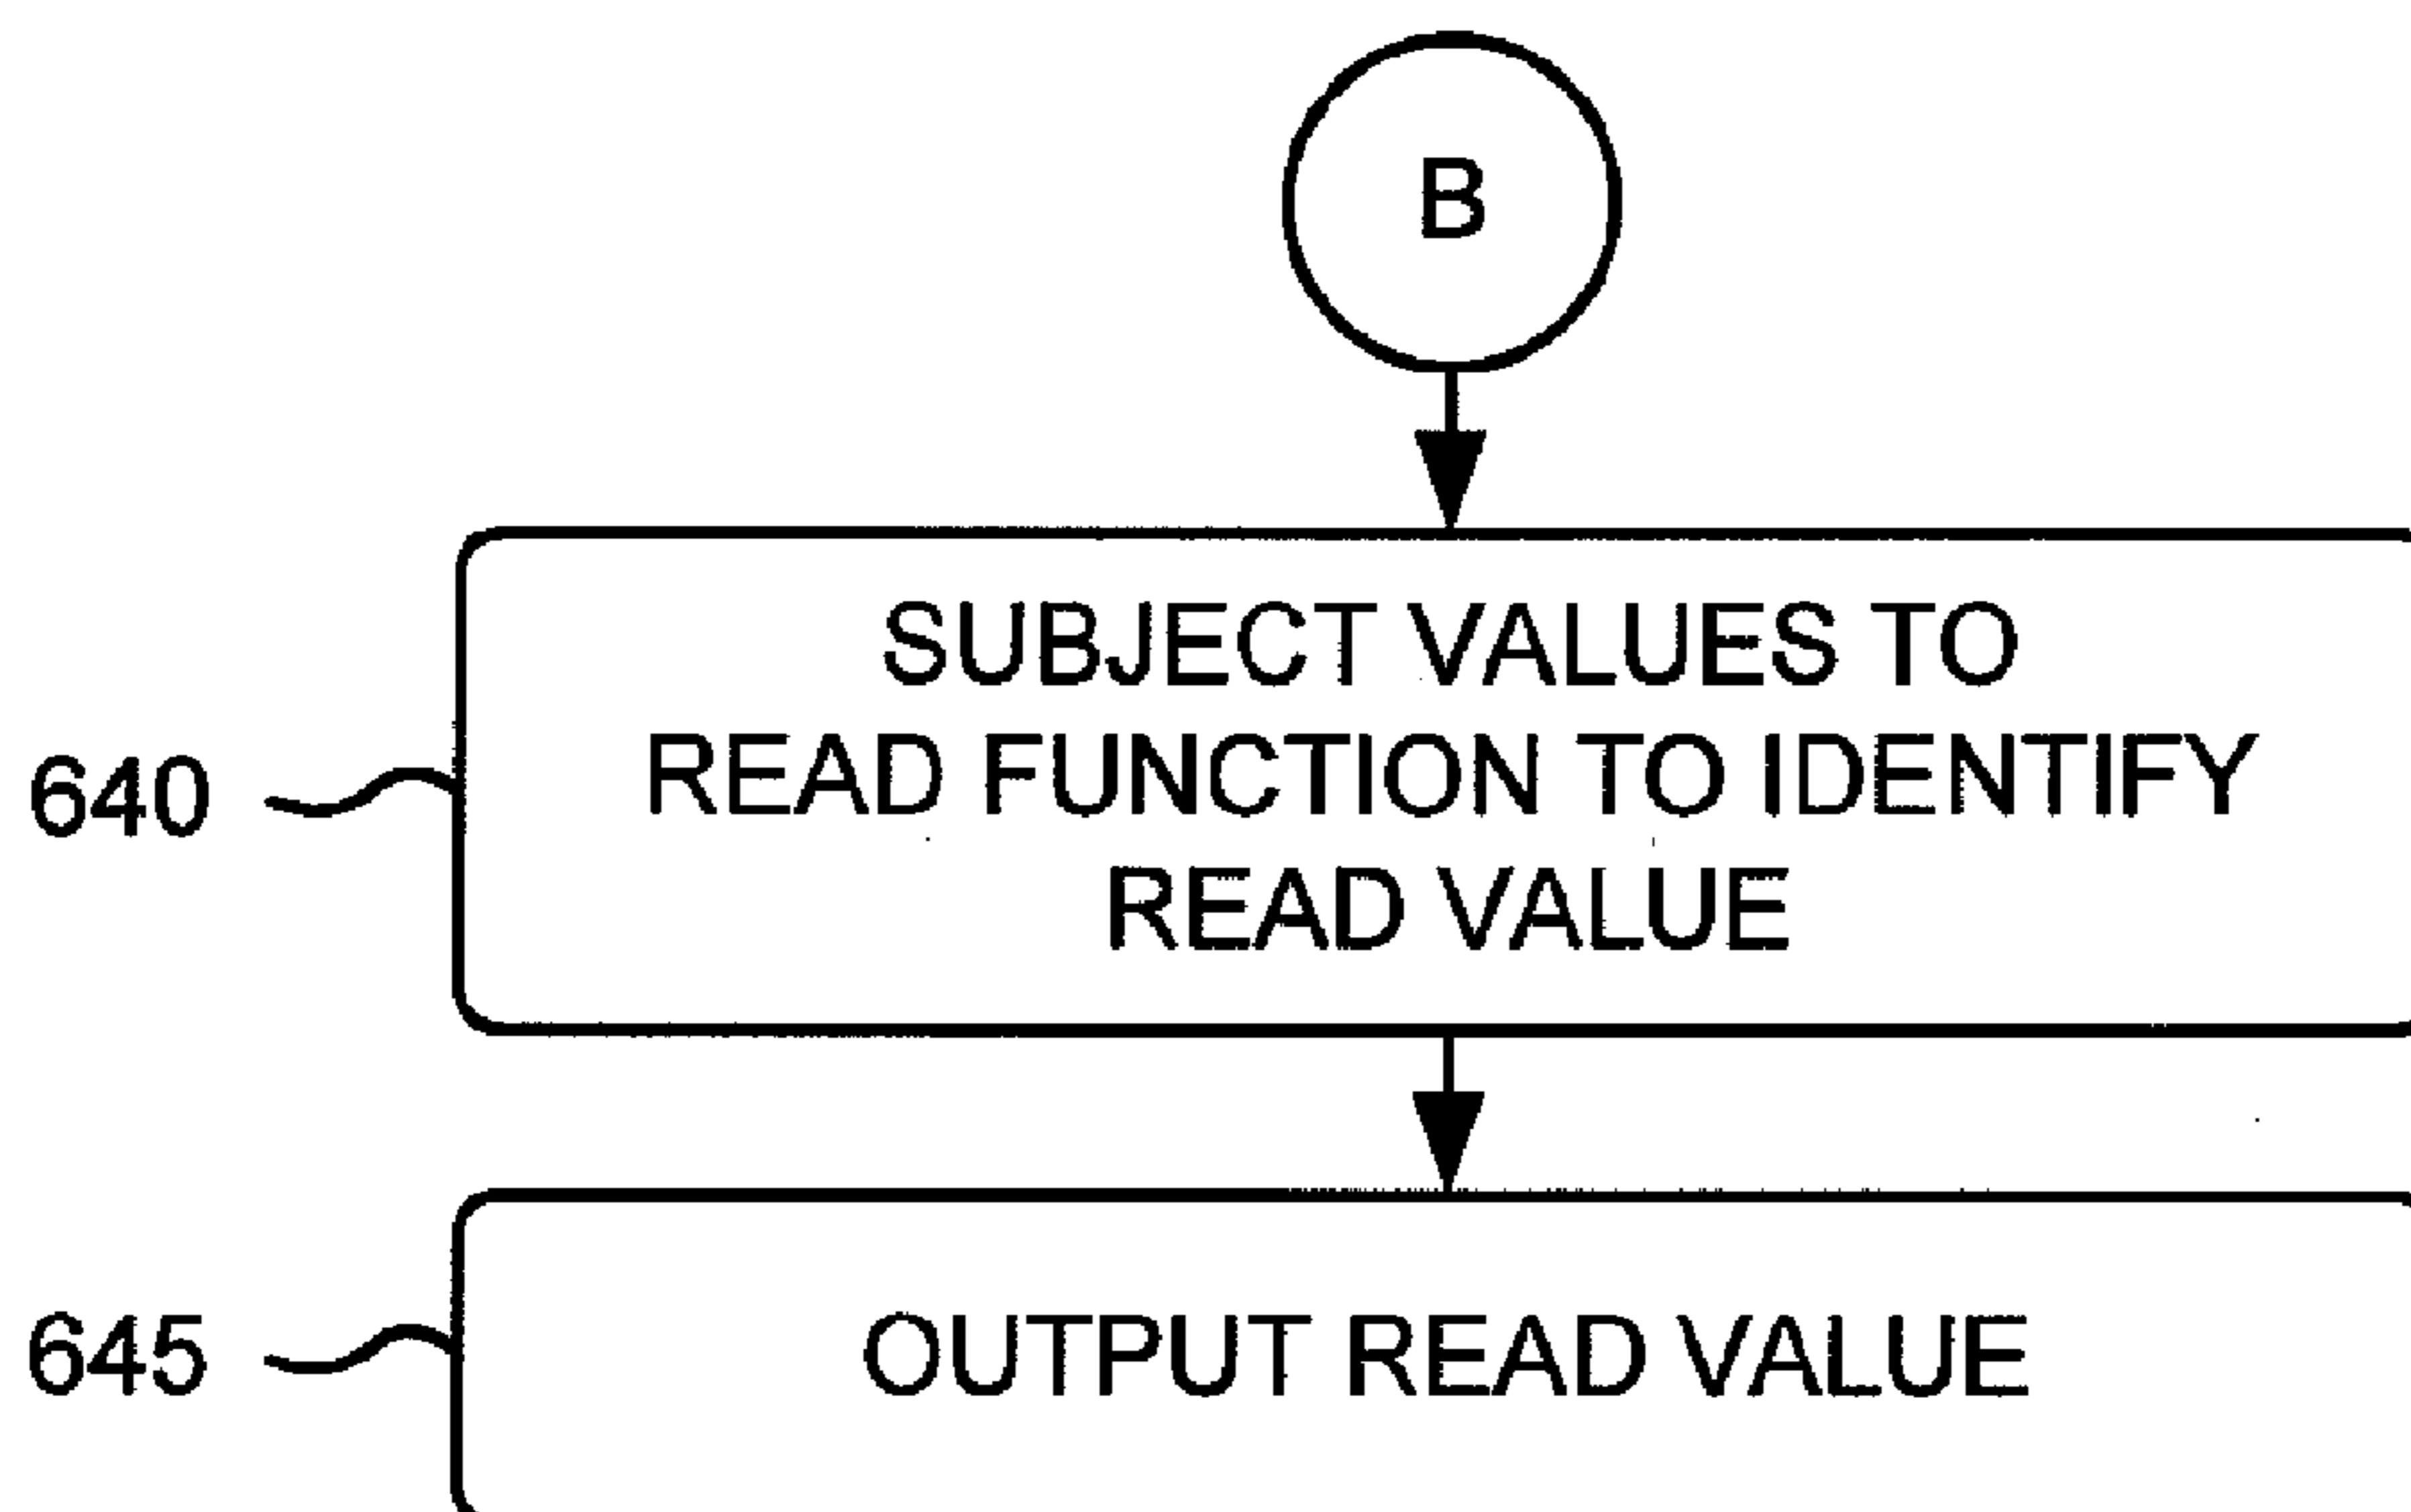 B
SUBJECT VALUES TO
READ FUNCTION TO IDENTIFY
READ VALUE
640
OUTPUT READ VALUE
645